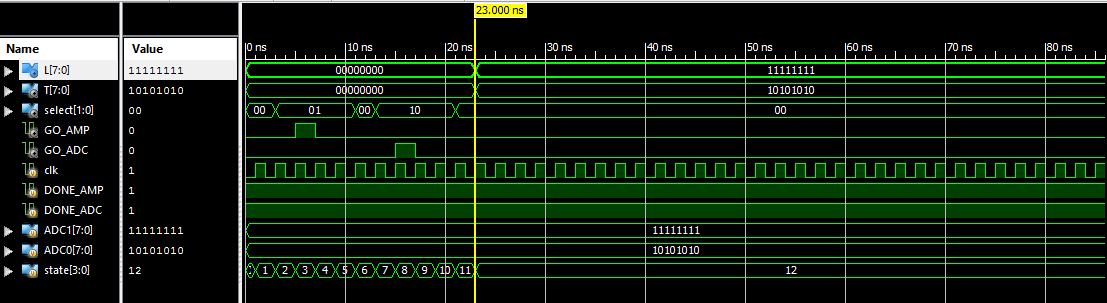 23.000 ns
Name Value 0 ns 10 ns 20 ns 30 ns 40 ns 50 ns 60 ns 70 ns 80 ns
L[7:0] 11111111 00000000 11111111
T[7:0] 10101010 00000000 10101010
select[1:0] 00 00 01 00 10 00
GO_AMP 0
GO_ADC 0
clk 1
DONE_AMP 1
DONE_ADC 1
ADC1[7:0] 11111111 11111111
ADC0[7:0] 10101010 10101010
state[3:0] 12 1 2 3 4 5 6 7 8 9 10 11 12